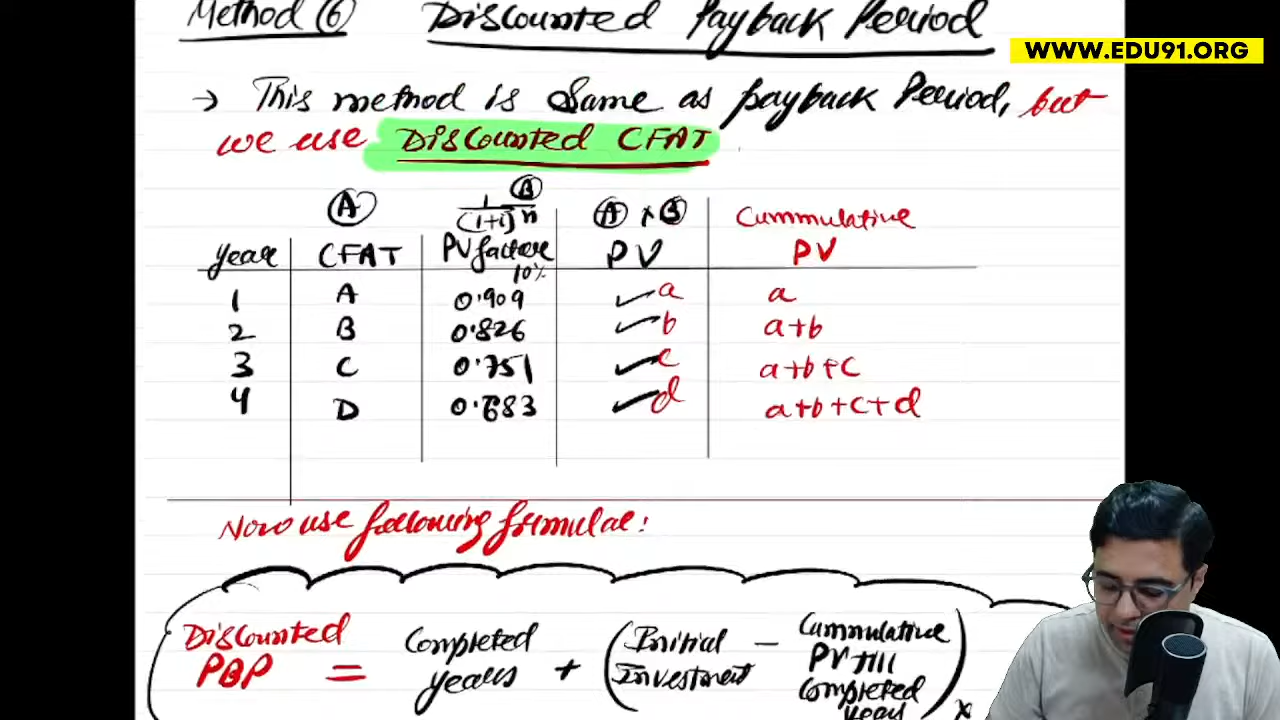 Method ⑥ Discounted Payback Period
WWW.EDU91.ORG
→ This method is same as payback Period, but
we use Discounted CFAT
Ⓐ 1/(1+i)^n Ⓑ Ⓐ x Ⓑ Cummulative
year CFAT PV factor PV PV
10%
1 A 0.909 ✓ a a
2 B 0.826 ✓ b a+b
3 C 0.751 ✓ c a+b+c
4 D 0.683 ✓ d a+b+c+d
Now use following formulae:
Discounted Completed Initial − Cummulative
PBP = years + ( Investment PV till )
Completed
years x